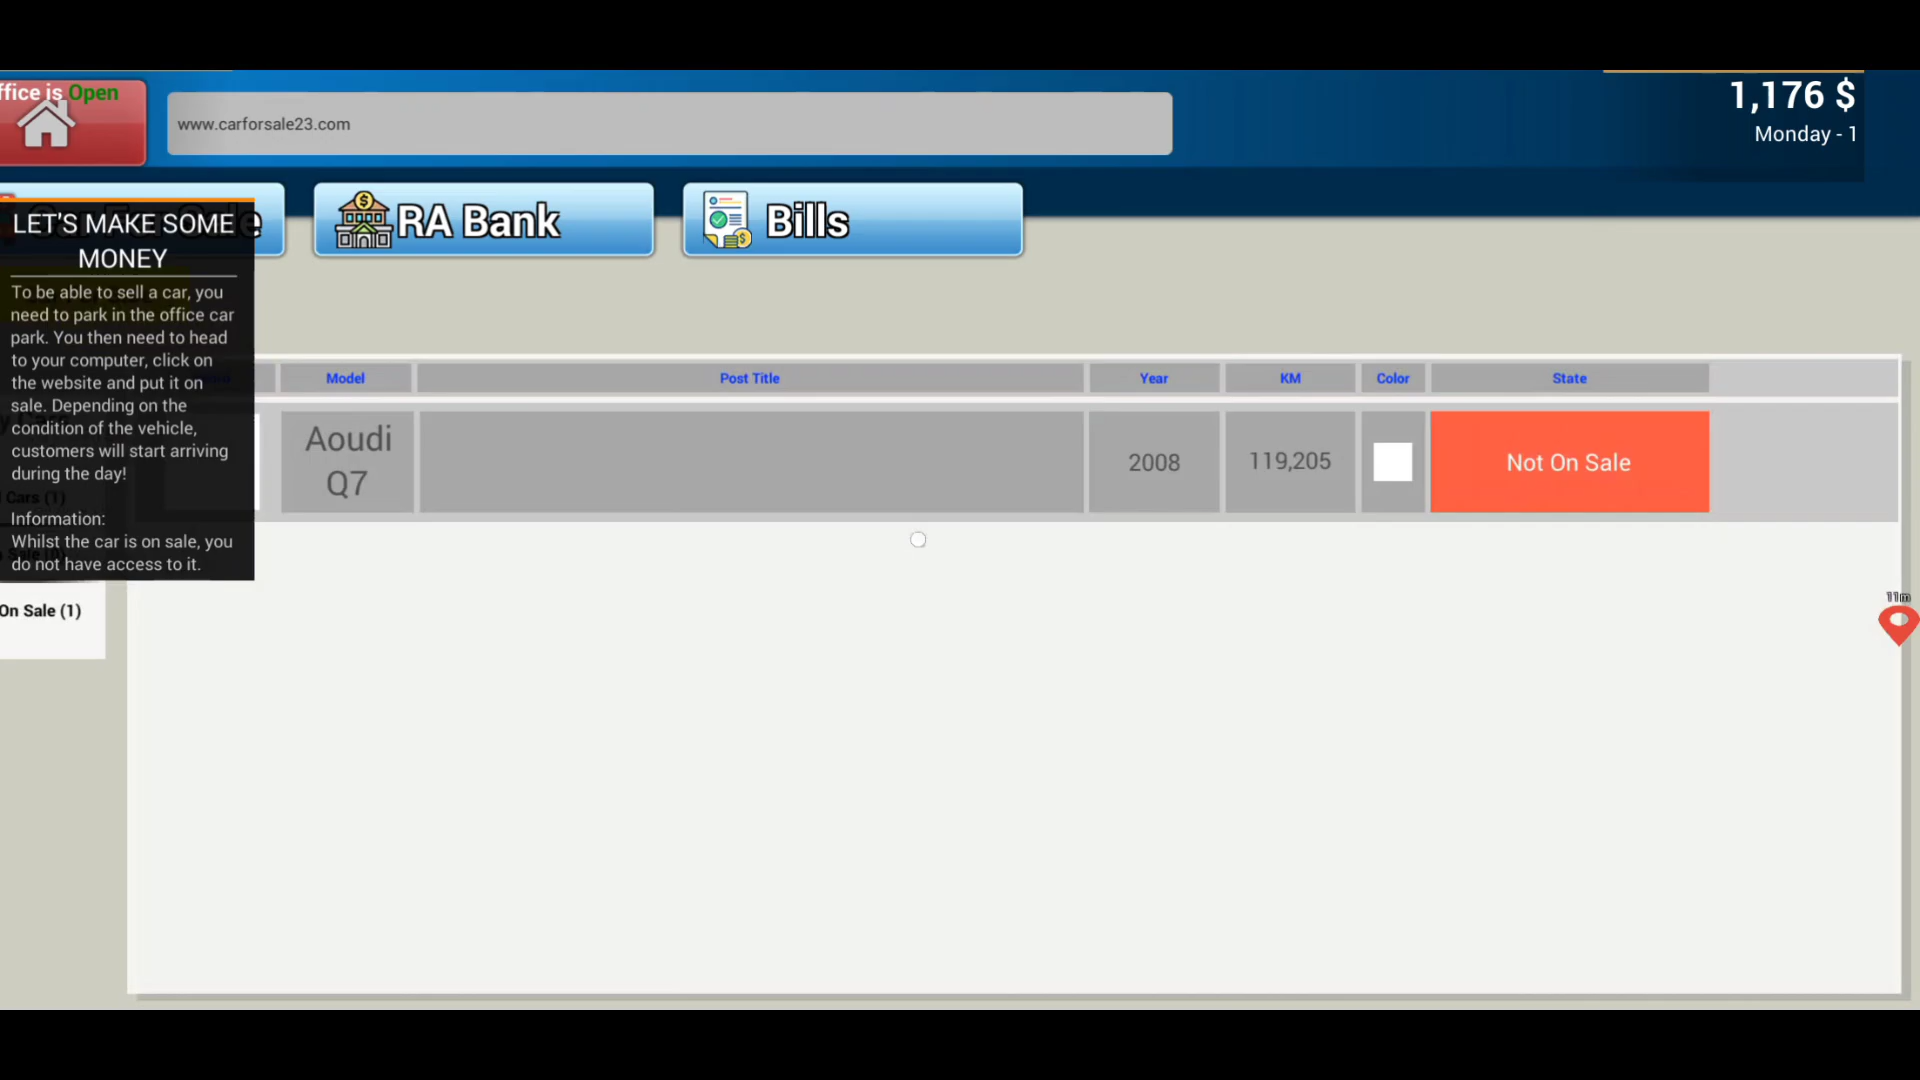 ffice is Open
www.carforsale23.com
1,176 $
Monday - 1
RA Bank
Bills
LET'S MAKE SOME
MONEY
To be able to sell a car, you
need to park in the office car
park. You then need to head
to your computer, click on
the website and put it on
sale. Depending on the
condition of the vehicle,
customers will start arriving
during the day!
Information:
Whilst the car is on sale, you
do not have access to it.
Cars (1)
On Sale (1)
Model
Post Title
Year
KM
Color
State
Aoudi
Q7
2008
119,205
Not On Sale
11m